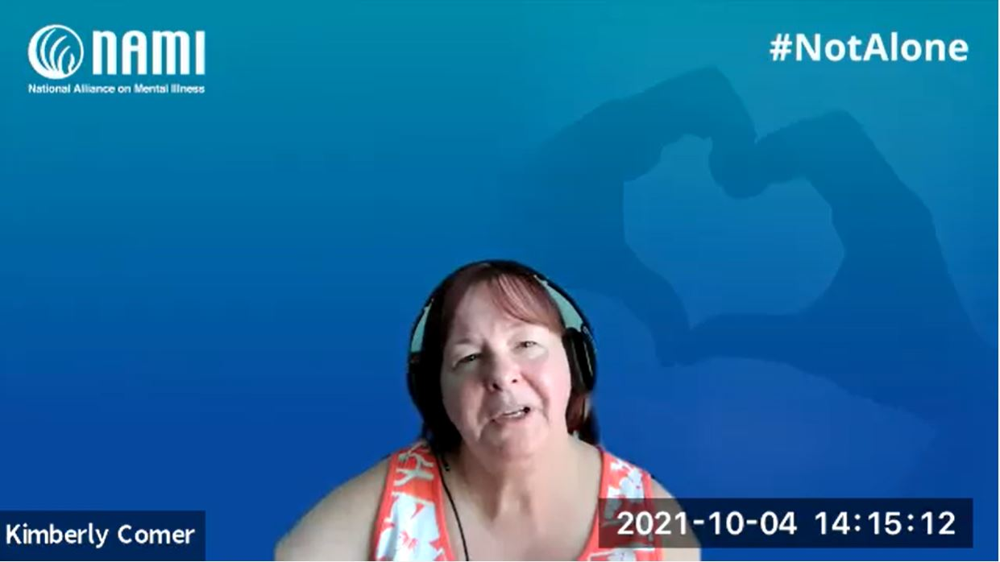 NAMI
National Alliance on Mental Illness
#NotAlone
Kimberly Comer
2021-10-04 14:15:12